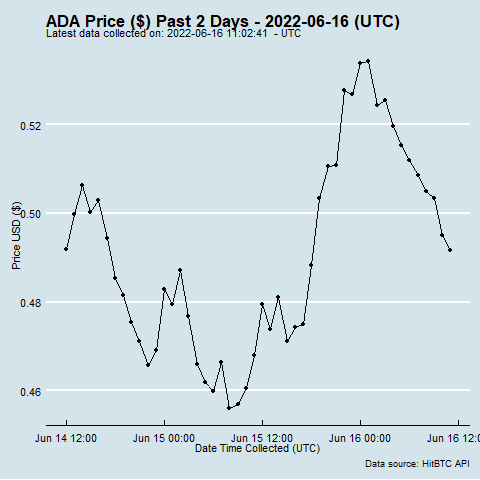 ADA Price ($) Past 2 Days - 2022-06-16 (UTC)
Latest data collected on: 2022-06-16 11:02:41 - UTC
0.52
0.50
0.48
0.46
Price USD ($)
Jun 14 12:00 Jun 15 00:00 Jun 15 12:00 Jun 16 00:00 Jun 16 12:
Date Time Collected (UTC)
Data source: HitBTC API